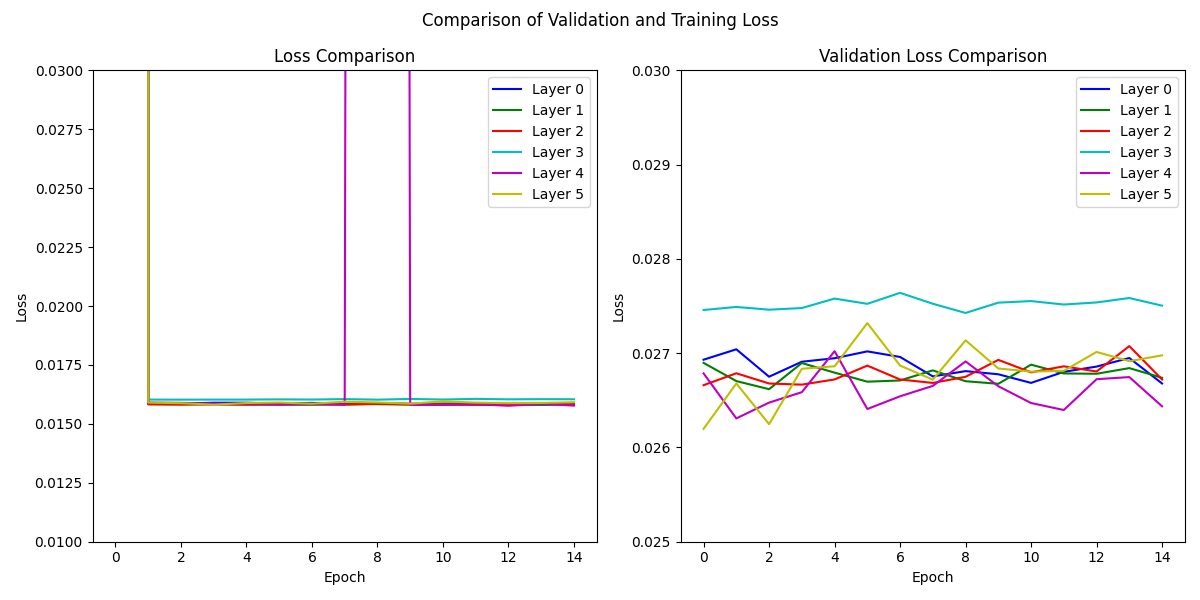 Comparison of Validation and Training Loss
Loss Comparison
0.0300
0.0275
0.0250
0.0225
0.0200
0.0175
0.0150
0.0125
0.0100
Loss
0 2 4 6 8 10 12 14
Epoch
Layer 0
Layer 1
Layer 2
Layer 3
Layer 4
Layer 5
Validation Loss Comparison
0.030
0.029
0.028
0.027
0.026
0.025
Loss
0 2 4 6 8 10 12 14
Epoch
Layer 0
Layer 1
Layer 2
Layer 3
Layer 4
Layer 5